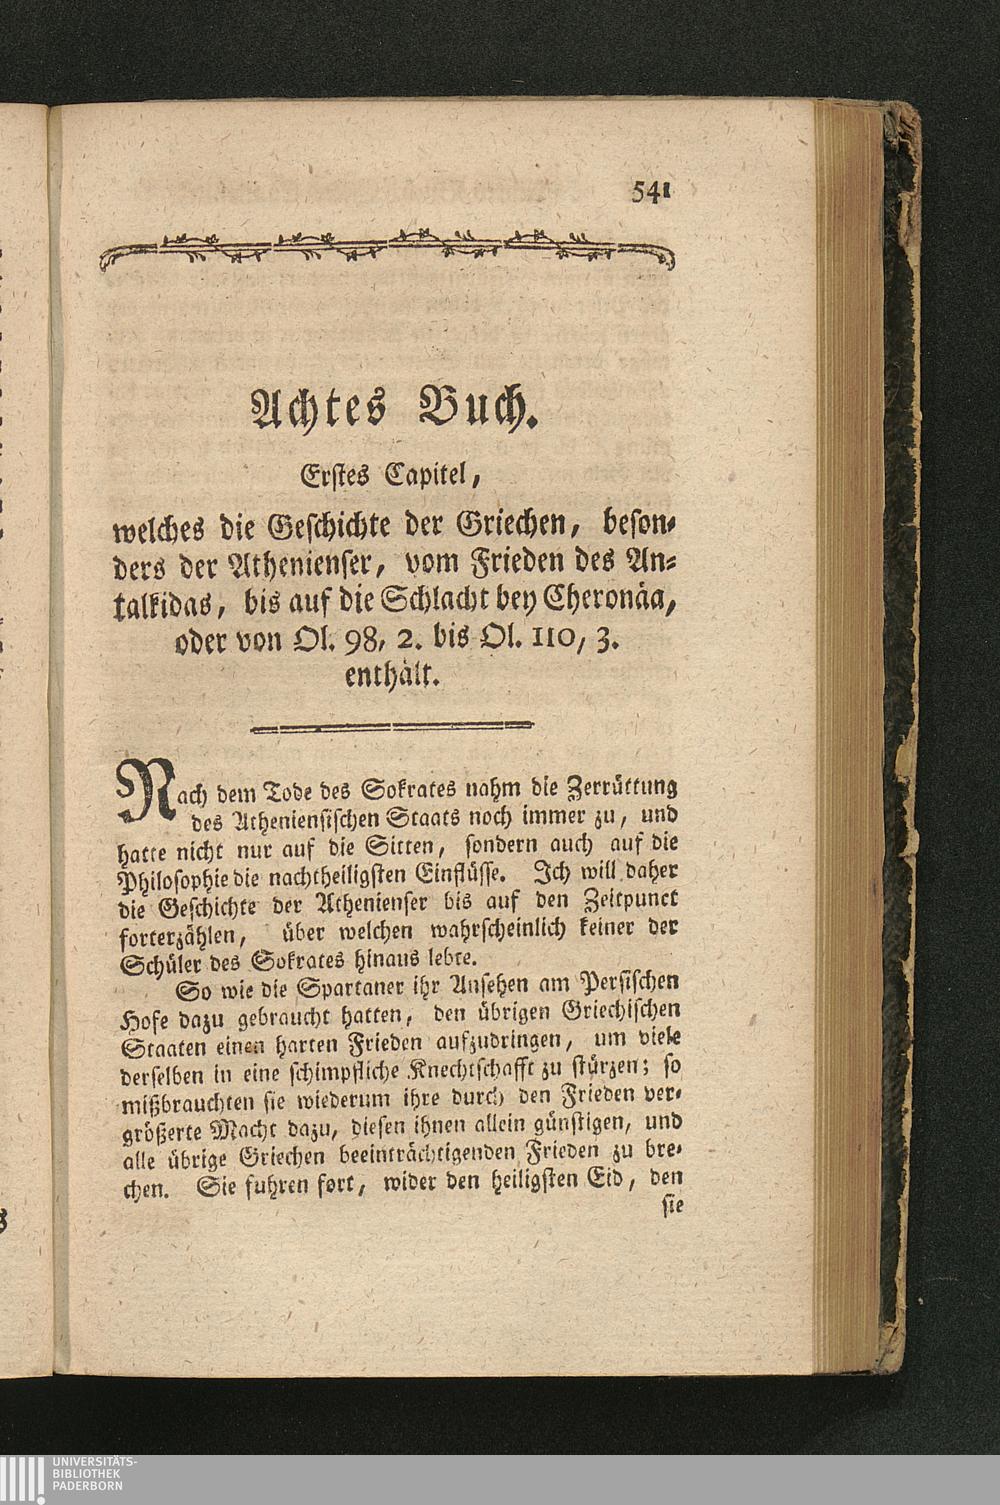 541
Achtes Buch.
Erstes Capitel,
welches die Geschichte der Griechen, beson-
ders der Athenienser, vom Frieden des An-
talkidas, bis auf die Schlacht bey Cheronäa,
oder von Ol. 98, 2. bis Ol. 110, 3.
enthält.
Nach dem Tode des Sokrates nahm die Zerrüttung
des Atheniensischen Staats noch immer zu, und
hatte nicht nur auf die Sitten, sondern auch auf die
Philosophie die nachtheiligsten Einflüsse. Ich will daher
die Geschichte der Athenienser bis auf den Zeitpunct
forterzählen, über welchen wahrscheinlich keiner der
Schüler des Sokrates hinaus lebte.
So wie die Spartaner ihr Ansehen am Persischen
Hofe dazu gebraucht hatten, den übrigen Griechischen
Staaten einen harten Frieden aufzudringen, um viele
derselben in eine schimpfliche Knechtschafft zu stürzen; so
mißbrauchten sie wiederum ihre durch den Frieden ver-
größerte Macht dazu, diesen ihnen allein günstigen, und
alle übrige Griechen beeinträchtigenden Frieden zu bre-
chen. Sie fuhren fort, wider den heiligsten Eid, den
sie
UNIVERSITÄTS-
BIBLIOTHEK
PADERBORN